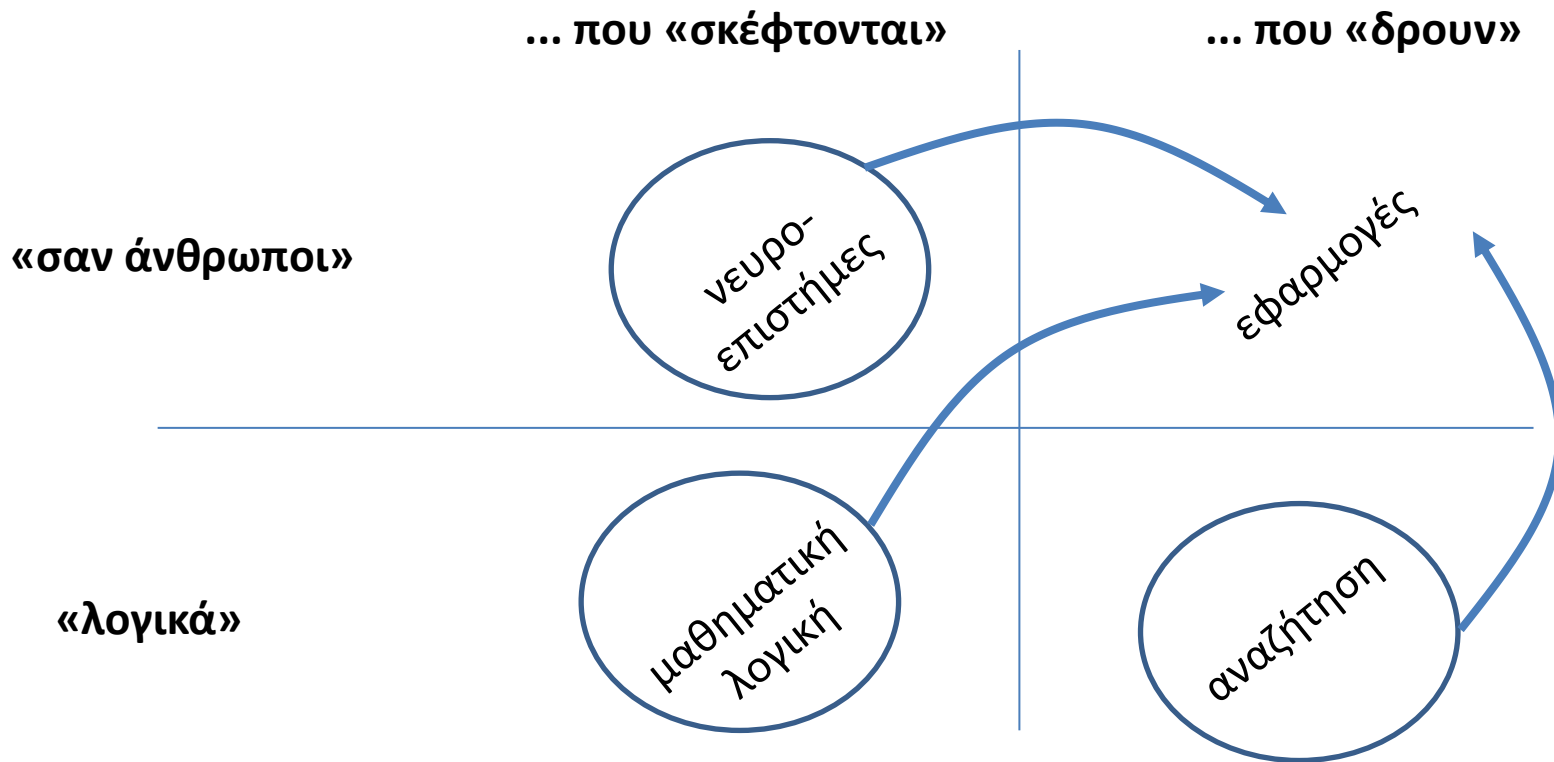 ... που «σκέφτονται»
... που «δρουν»
«σαν άνθρωποι»
νευρο-
επιστήμες
εφαρμογές
«λογικά»
μαθηματική
λογική
αναζήτηση